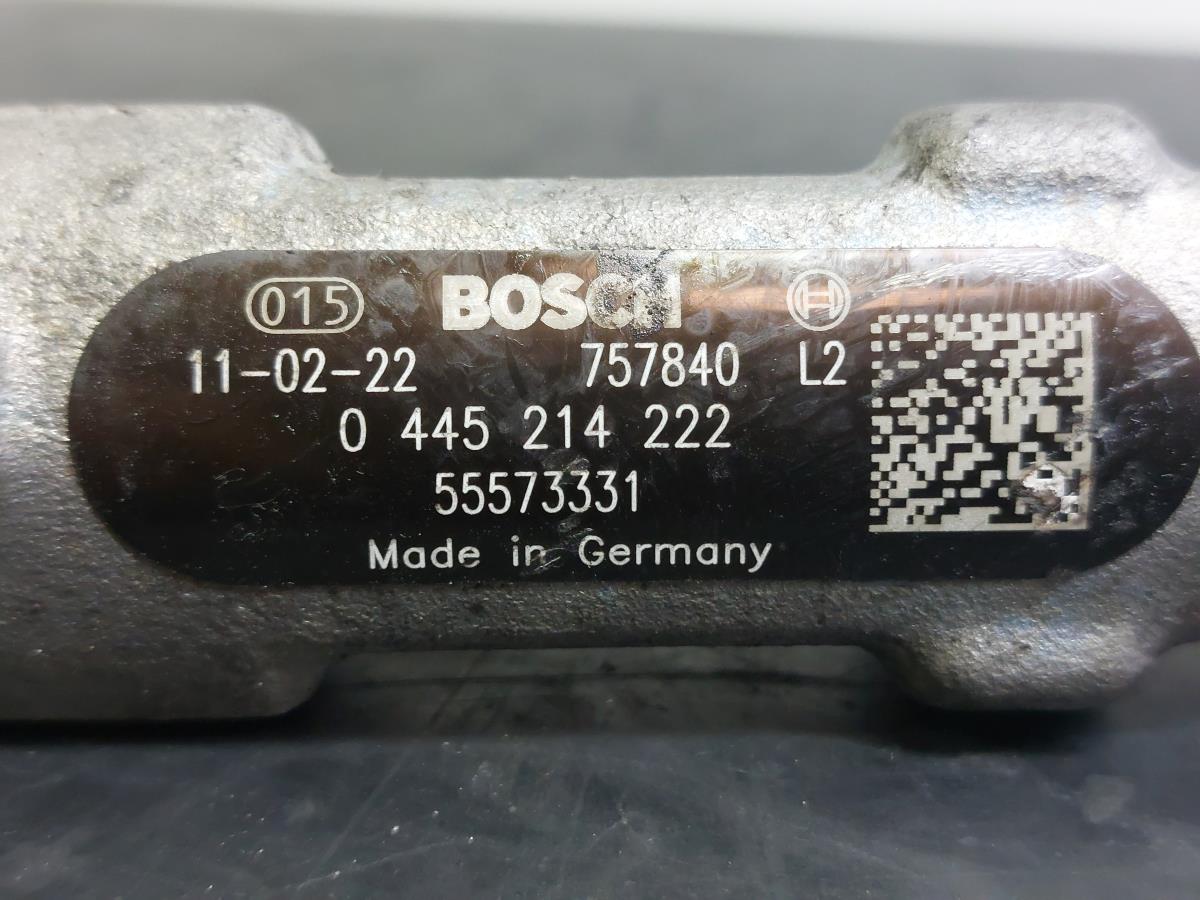 015 BOSCH
11-02-22 757840 L2
0 445 214 222
55573331
Made in Germany